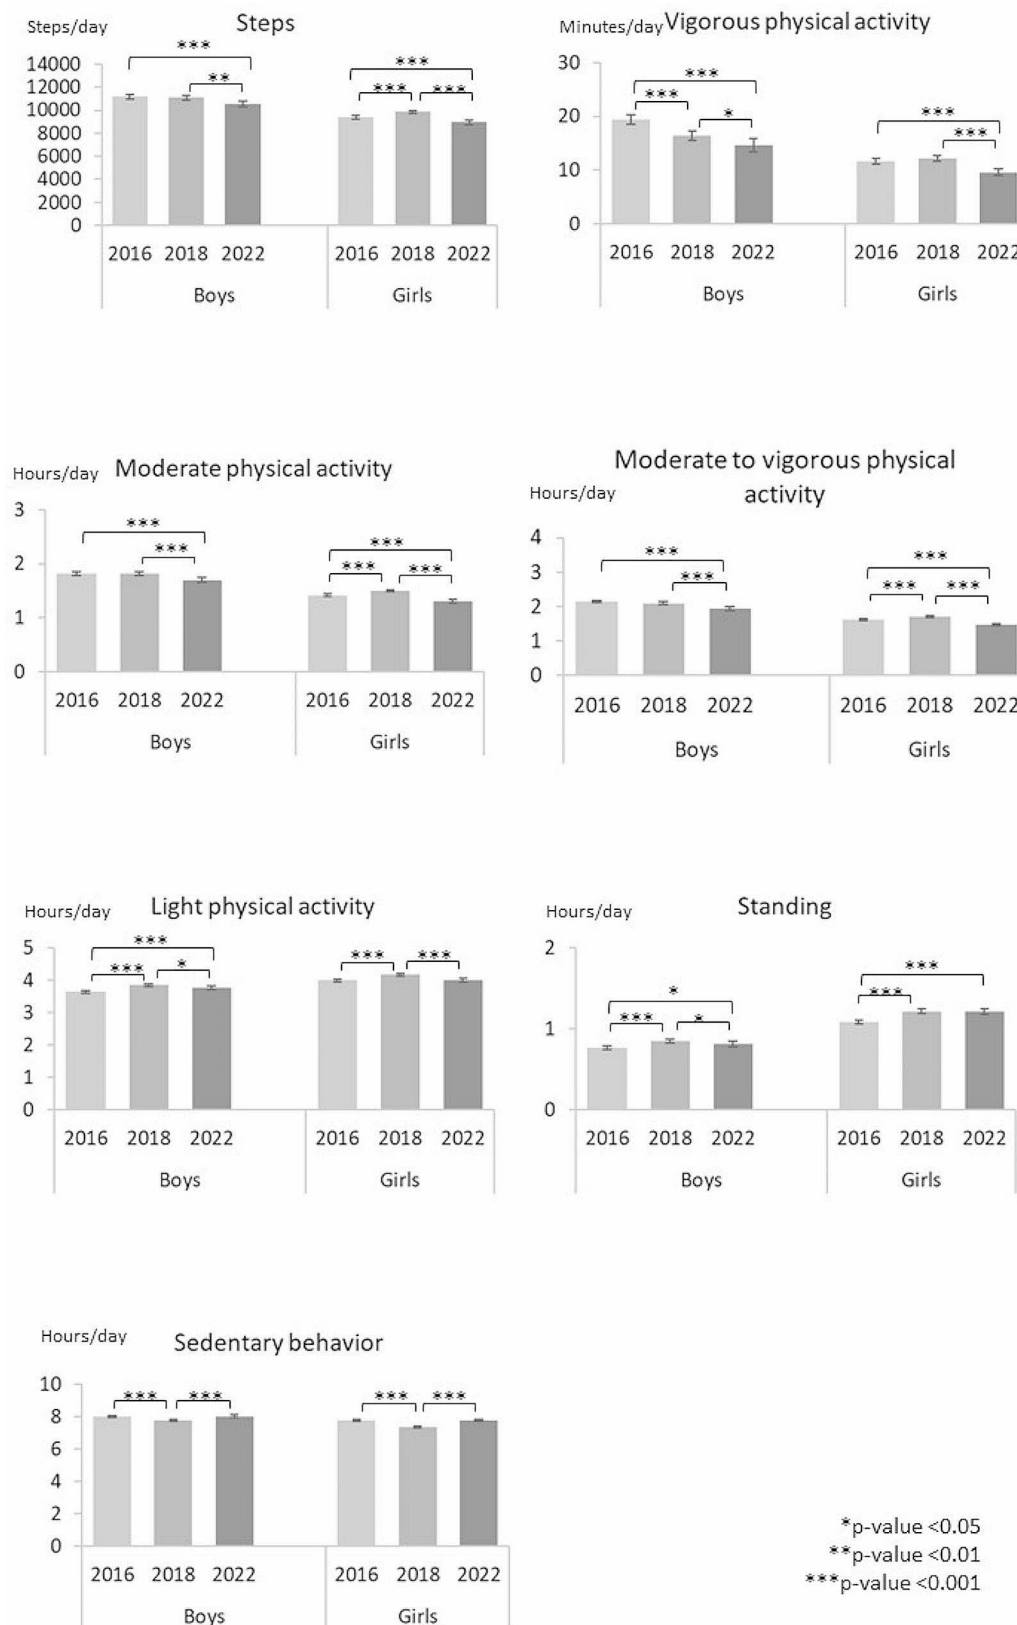 Steps/day
Steps
***
**
***
***
***
14000
12000
10000
8000
6000
4000
2000
0
2016 2018 2022 2016 2018 2022
Boys Girls
Minutes/day
Vigorous physical activity
***
***
*
***
***
30
20
10
0
2016 2018 2022 2016 2018 2022
Boys Girls
Hours/day
Moderate physical activity
***
***
***
***
***
3
2
1
0
2016 2018 2022 2016 2018 2022
Boys Girls
Hours/day
Moderate to vigorous physical
activity
***
***
***
***
***
4
3
2
1
0
2016 2018 2022 2016 2018 2022
Boys Girls
Hours/day
Light physical activity
***
***
*
***
***
5
4
3
2
1
0
2016 2018 2022 2016 2018 2022
Boys Girls
Hours/day
Standing
*
***
*
***
***
2
1
0
2016 2018 2022 2016 2018 2022
Boys Girls
Hours/day
Sedentary behavior
***
***
***
***
10
8
6
4
2
0
2016 2018 2022 2016 2018 2022
Boys Girls
*p-value <0.05
**p-value <0.01
***p-value <0.001